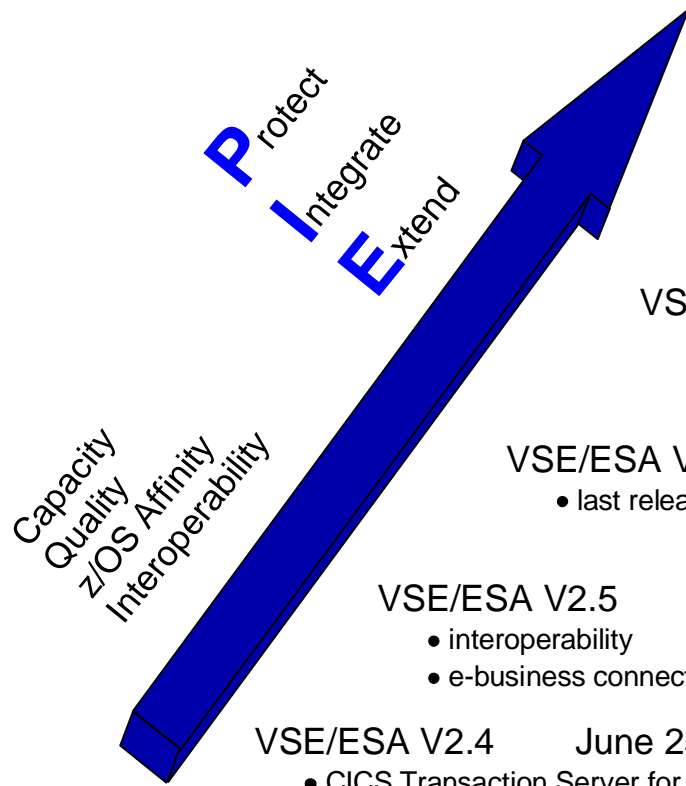 Protect
Integrate
Extend
Capacity
Quality
z/OS Affinity
Interoperability
VS
VSE/ESA V
• last relea
VSE/ESA V2.5
• interoperability
• e-business connect
VSE/ESA V2.4 June 2
• CICS Transaction Server for